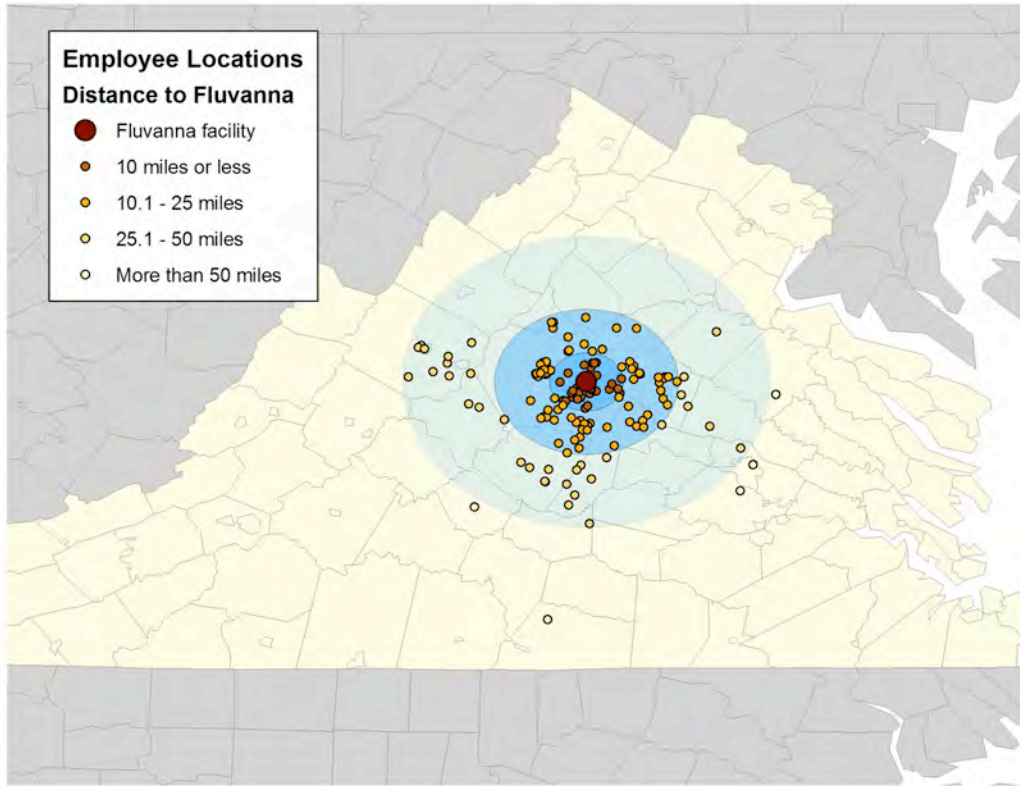 Employee Locations
Distance to Fluvanna
Fluvanna facility
10 miles or less
10.1 - 25 miles
25.1 - 50 miles
More than 50 miles